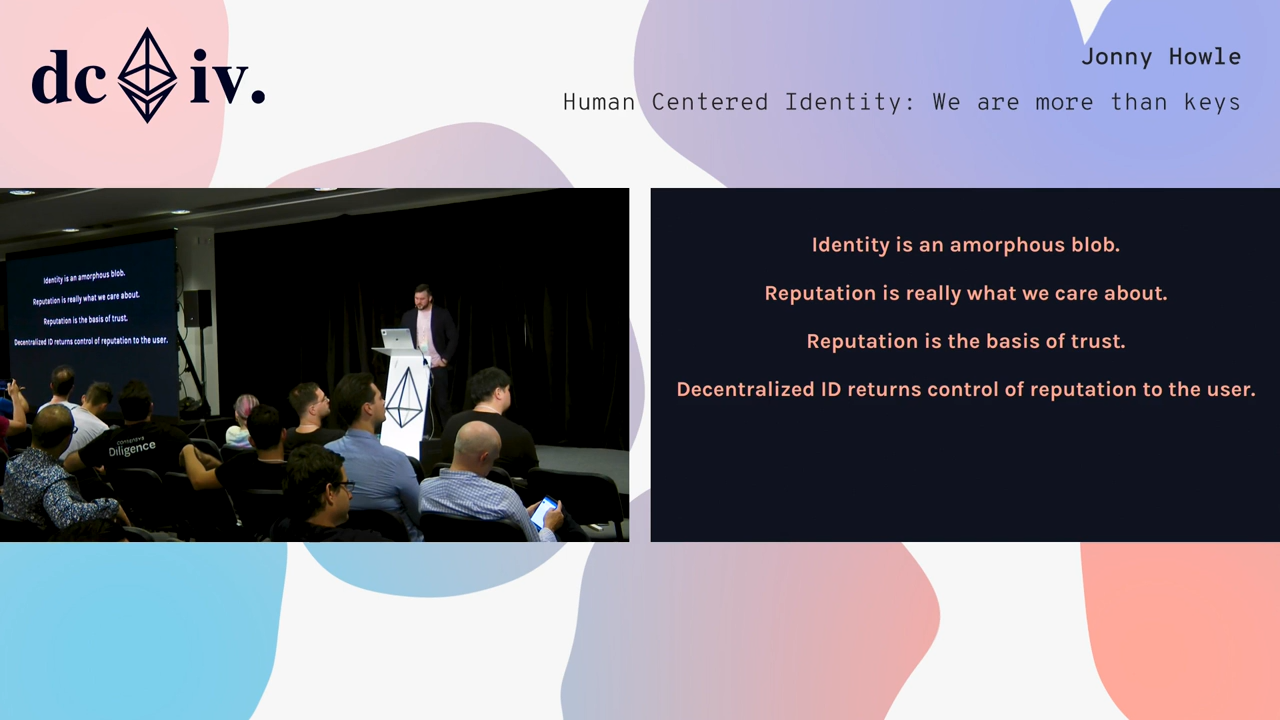 dc iv.
Jonny Howle
Human Centered Identity: We are more than keys
Identity is an amorphous blob.
Reputation is really what we care about.
Reputation is the basis of trust.
Decentralized ID returns control of reputation to the user.
Identity is an amorphous blob.
Reputation is really what we care about.
Reputation is the basis of trust.
Decentralized ID returns control of reputation to the user.
Diligence